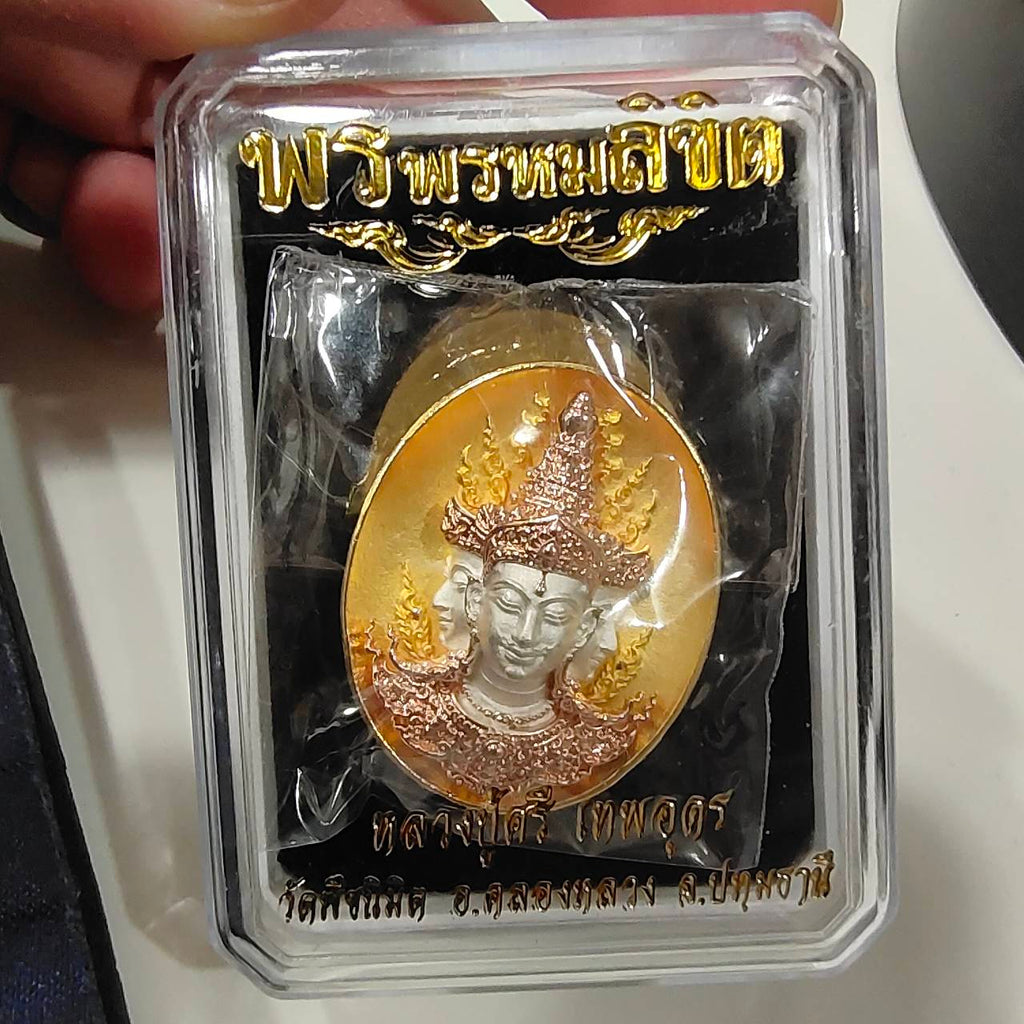 พรพรหมลิขิต
หลวงปู่ศรี เทพอุดร
วัดพืชนิมิต อ.คลองหลวง จ.ปทุมธานี